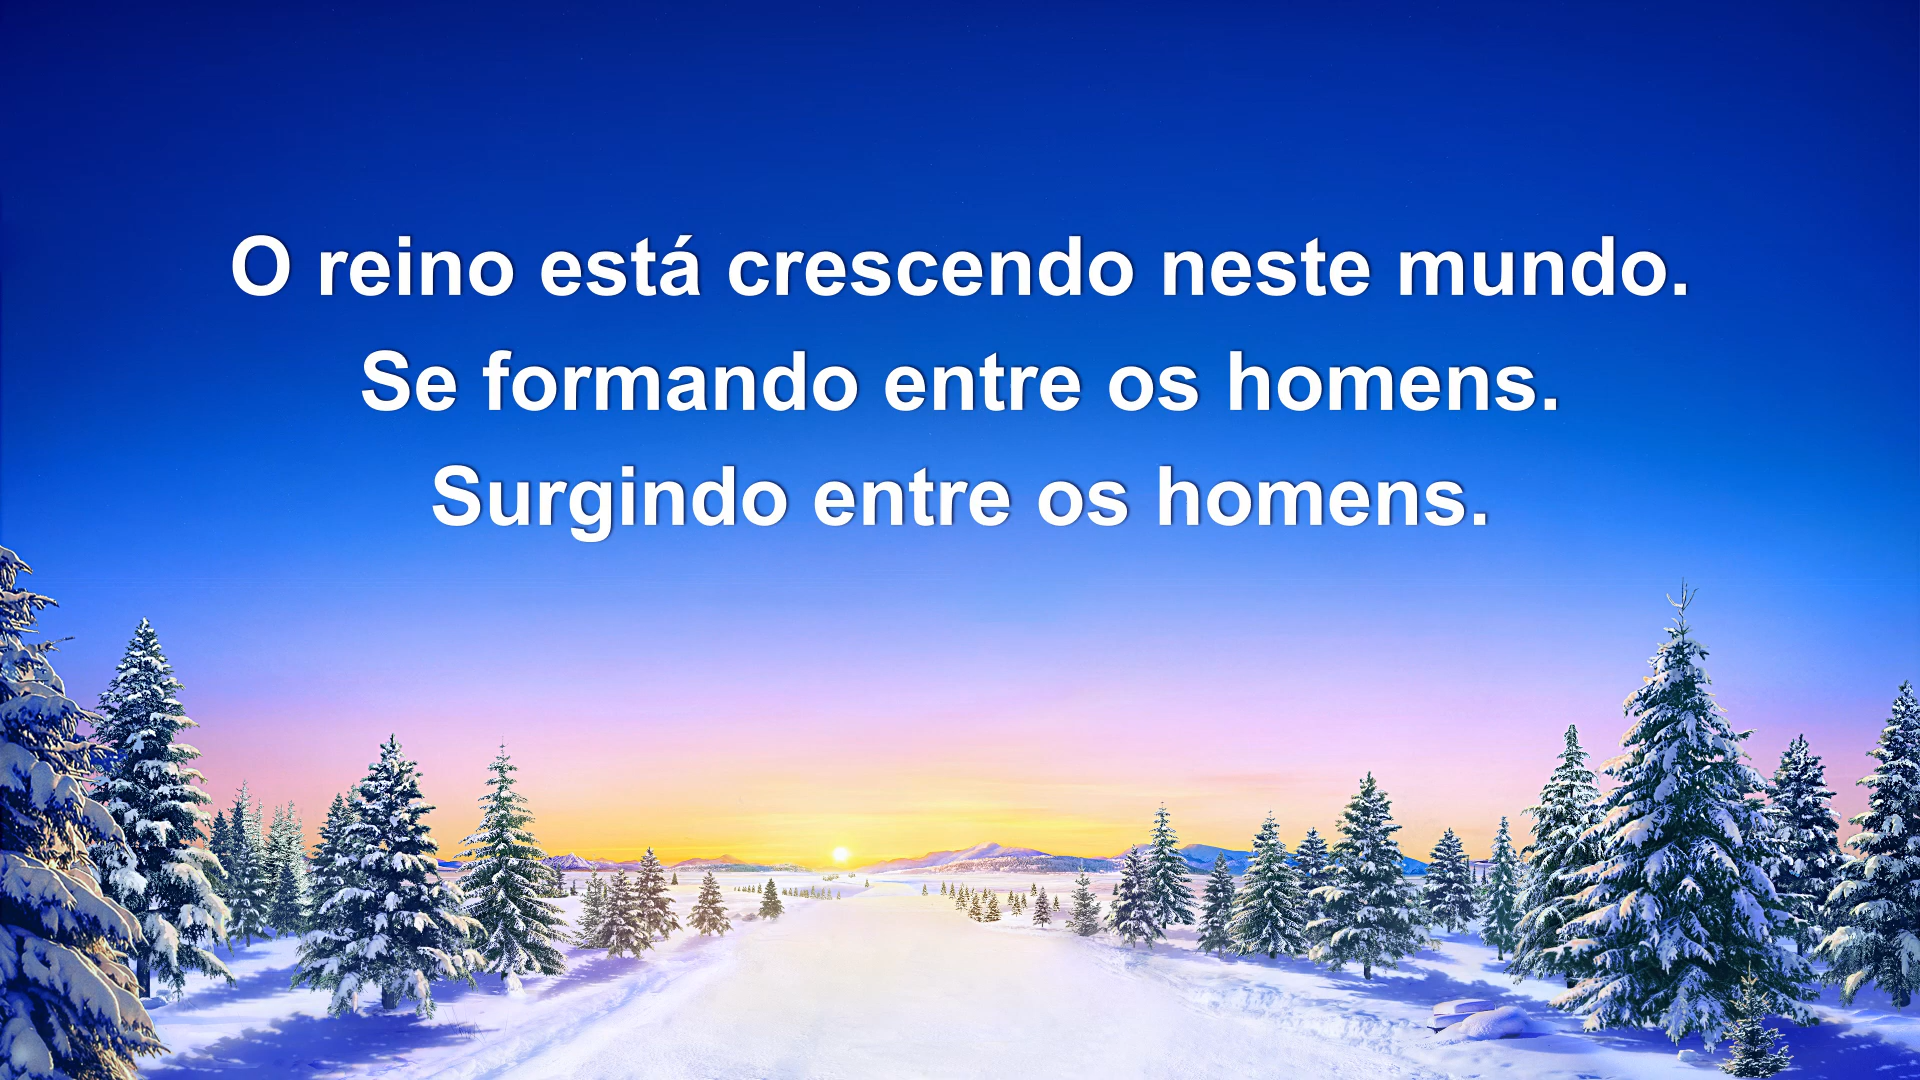 O reino está crescendo neste mundo.
Se formando entre os homens.
Surgindo entre os homens.